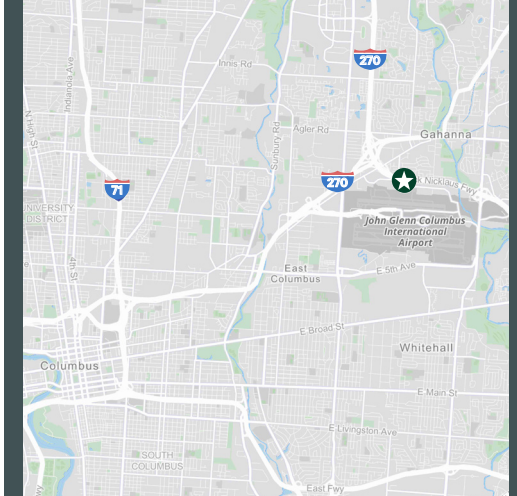 270
Innis Rd
Indianola Ave
N High St
Sunbury Rd
Agler Rd
Gahanna
71
270
Nicklaus Fwy
UNIVERSITY
DISTRICT
John Glenn Columbus
International
Airport
4th St
East
Columbus
E 5th Ave
E Broad St
Whitehall
Columbus
E Main St
E Livingston Ave
SOUTH
COLUMBUS
East Fwy